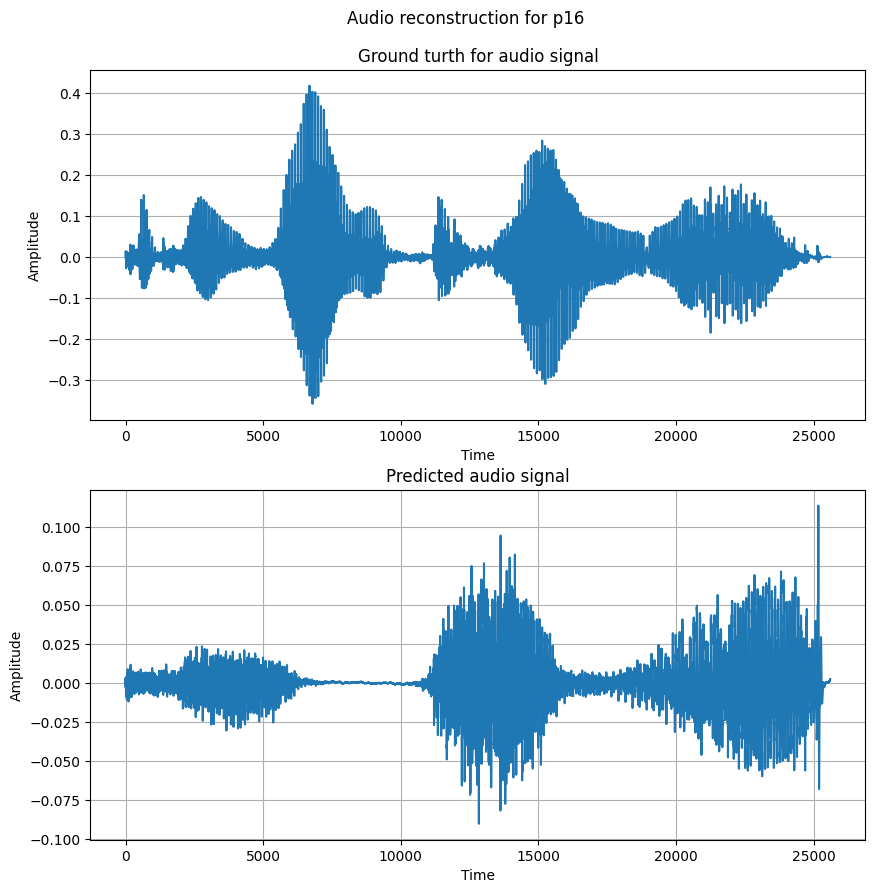 Audio reconstruction for p16
Ground turth for audio signal
0.4
0.3
0.2
0.1
0.0
−0.1
−0.2
−0.3
Amplitude
0 5000 10000 15000 20000 25000
Time
Predicted audio signal
0.100
0.075
0.050
0.025
0.000
−0.025
−0.050
−0.075
−0.100
Amplitude
0 5000 10000 15000 20000 25000
Time